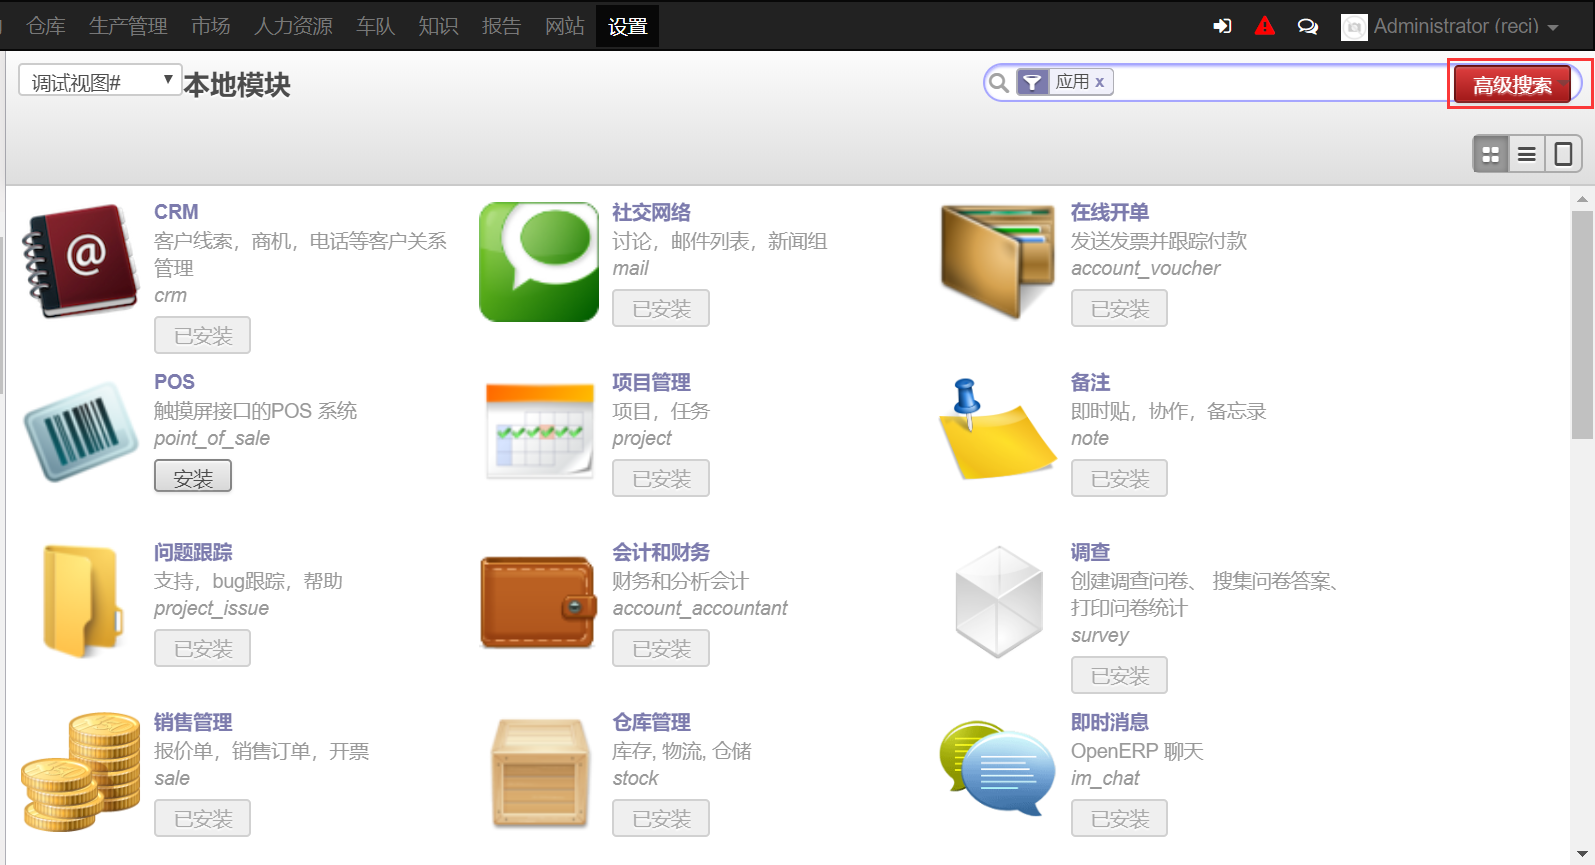 仓库 生产管理 市场 人力资源 车队 知识 报告 网站 设置 Administrator (reci)
调试视图# 本地模块 应用 x 高级搜索
CRM
客户线索，商机，电话等客户关系
管理
crm
已安装
社交网络
讨论，邮件列表，新闻组
mail
已安装
在线开单
发送发票并跟踪付款
account_voucher
已安装
POS
触摸屏接口的POS 系统
point_of_sale
安装
项目管理
项目，任务
project
已安装
备注
即时贴，协作，备忘录
note
已安装
问题跟踪
支持，bug跟踪，帮助
project_issue
已安装
会计和财务
财务和分析会计
account_accountant
已安装
调查
创建调查问卷、 搜集问卷答案、
打印问卷统计
survey
已安装
销售管理
报价单，销售订单，开票
sale
已安装
仓库管理
库存, 物流, 仓储
stock
已安装
即时消息
OpenERP 聊天
im_chat
已安装